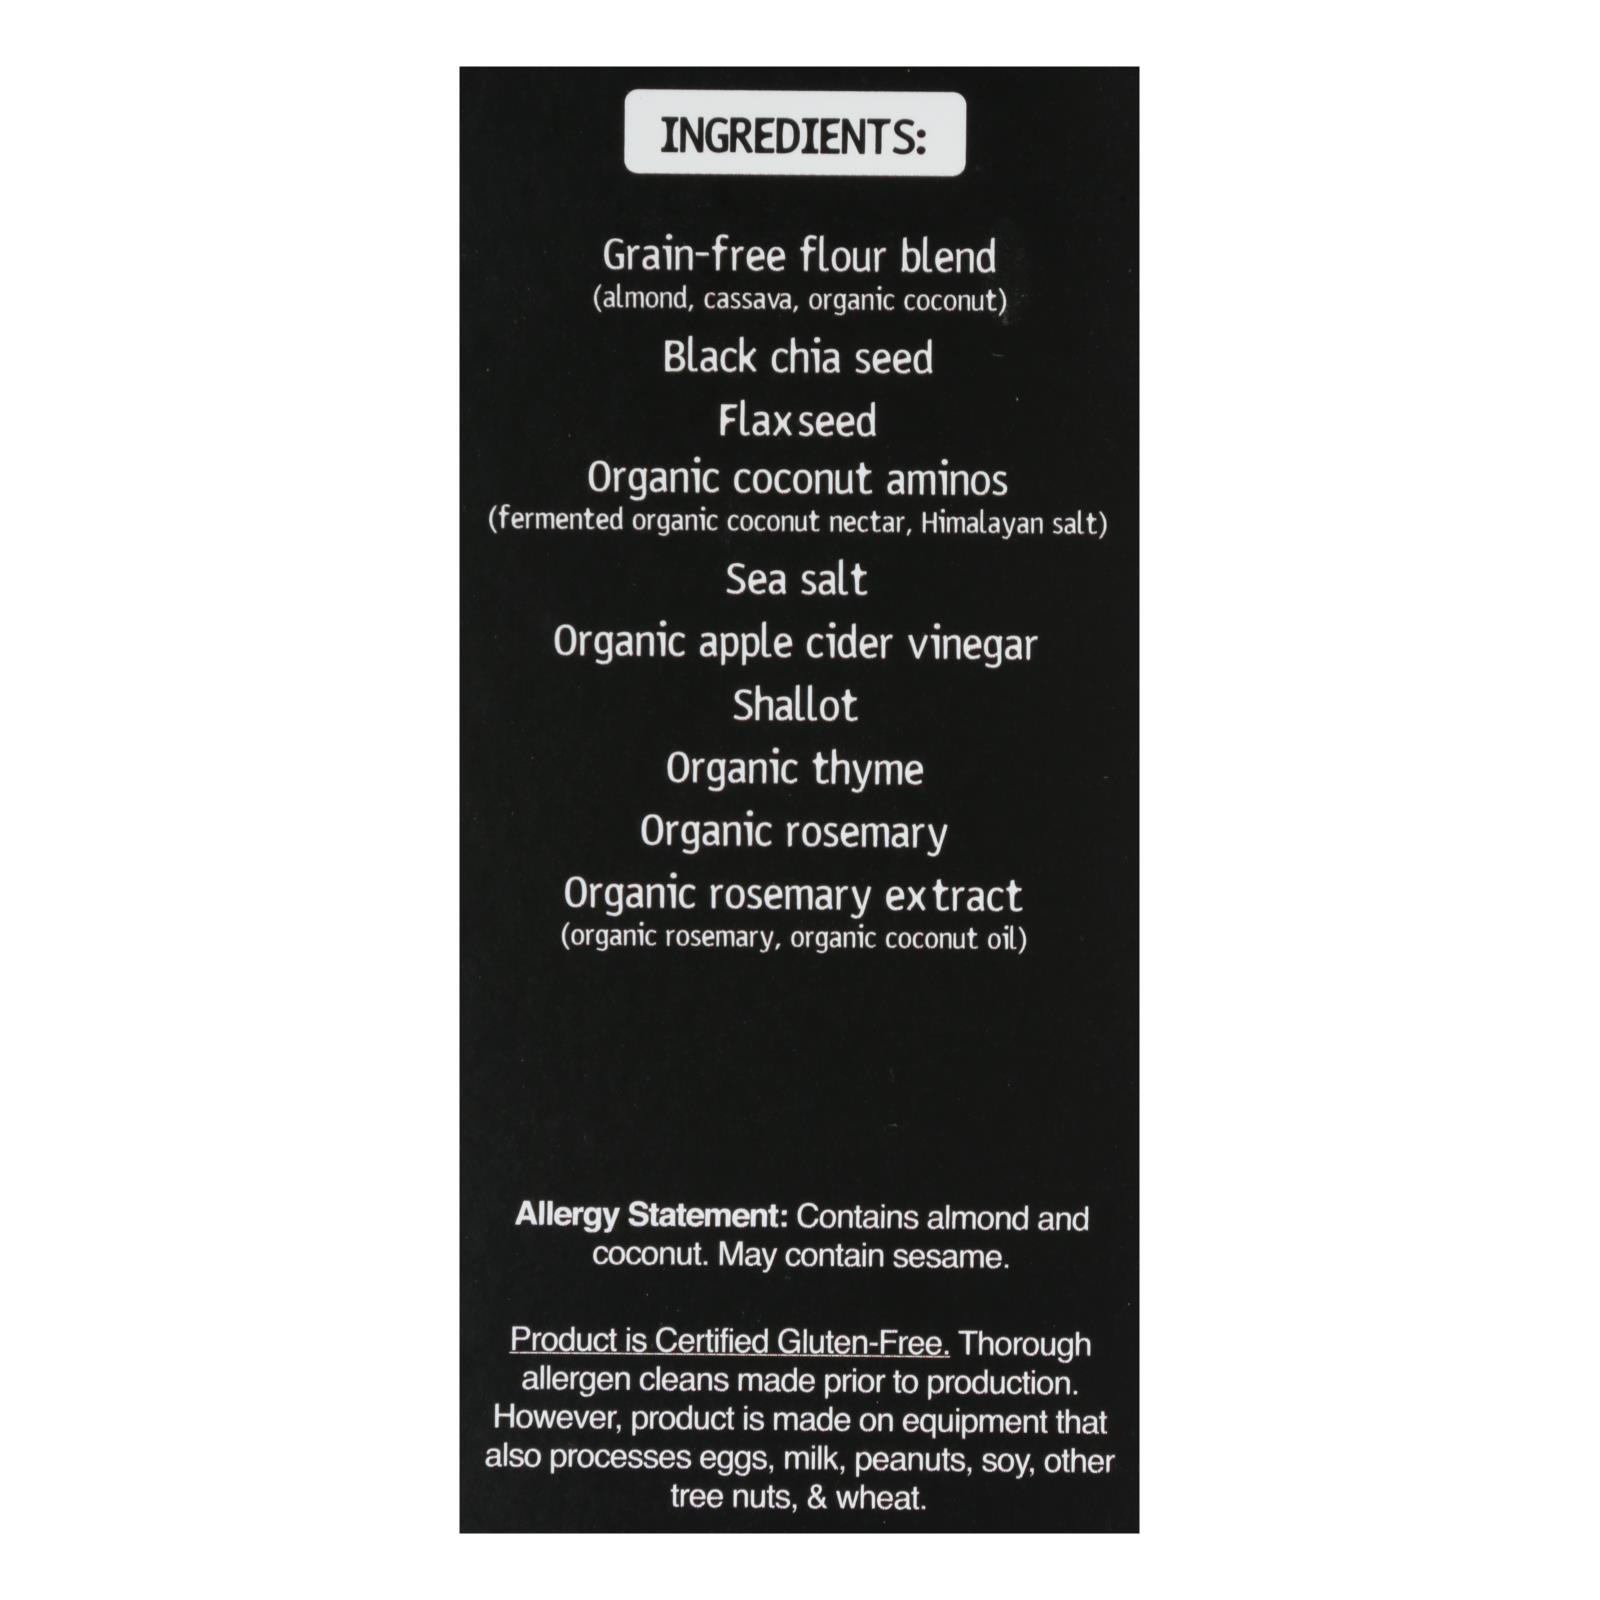 INGREDIENTS:
Grain-free flour blend
(almond, cassava, organic coconut)
Black chia seed
Flaxseed
Organic coconut aminos
(fermented organic coconut nectar, Himalayan salt)
Sea salt
Organic apple cider vinegar
Shallot
Organic thyme
Organic rosemary
Organic rosemary extract
(organic rosemary, organic coconut oil)
Allergy Statement: Contains almond and
coconut. May contain sesame.
Product is Certified Gluten-Free. Thorough
allergen cleans made prior to production.
However, product is made on equipment that
also processes eggs, milk, peanuts, soy, other
tree nuts, & wheat.